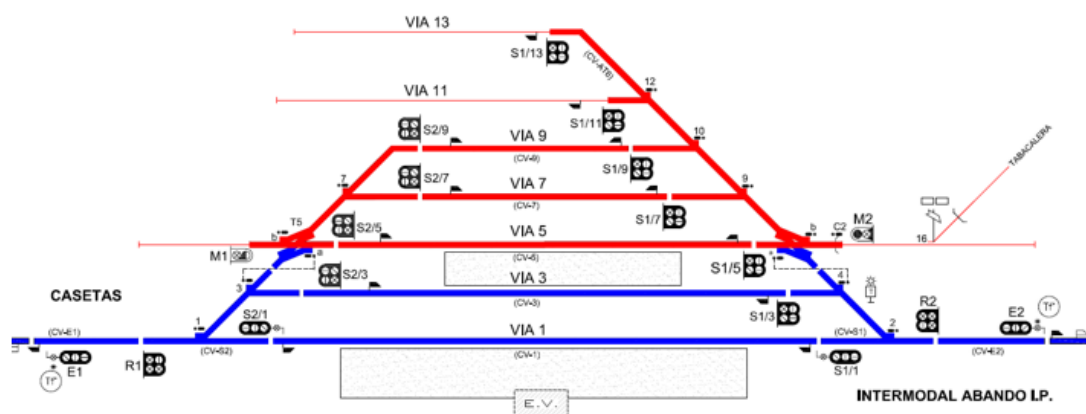 VIA 13
S1/13
(CV-AT6)
12
VIA 11
S1/11
10
TABACALERA
S2/9
VIA 9
(CV-9)
S1/9
7
S2/7
VIA 7
(CV-7)
S1/7
9
T5
b
S2/5
VIA 5
(CV-5)
S1/5
b
C2
M2
16
M1
a
CASETAS
3
S2/3
VIA 3
(CV-3)
S1/3
4
R2
E2
(CV-E1)
1
S2/1
(CV-S2)
VIA 1
(CV-1)
(CV-S1)
2
(CV-E2)
E1
R1
S1/1
E.V.
INTERMODAL ABANDO I.P.